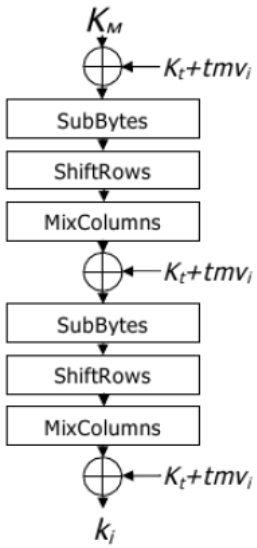 K_M
K_t+tmv_i
SubBytes
ShiftRows
MixColumns
K_t+tmv_i
SubBytes
ShiftRows
MixColumns
K_t+tmv_i
k_i